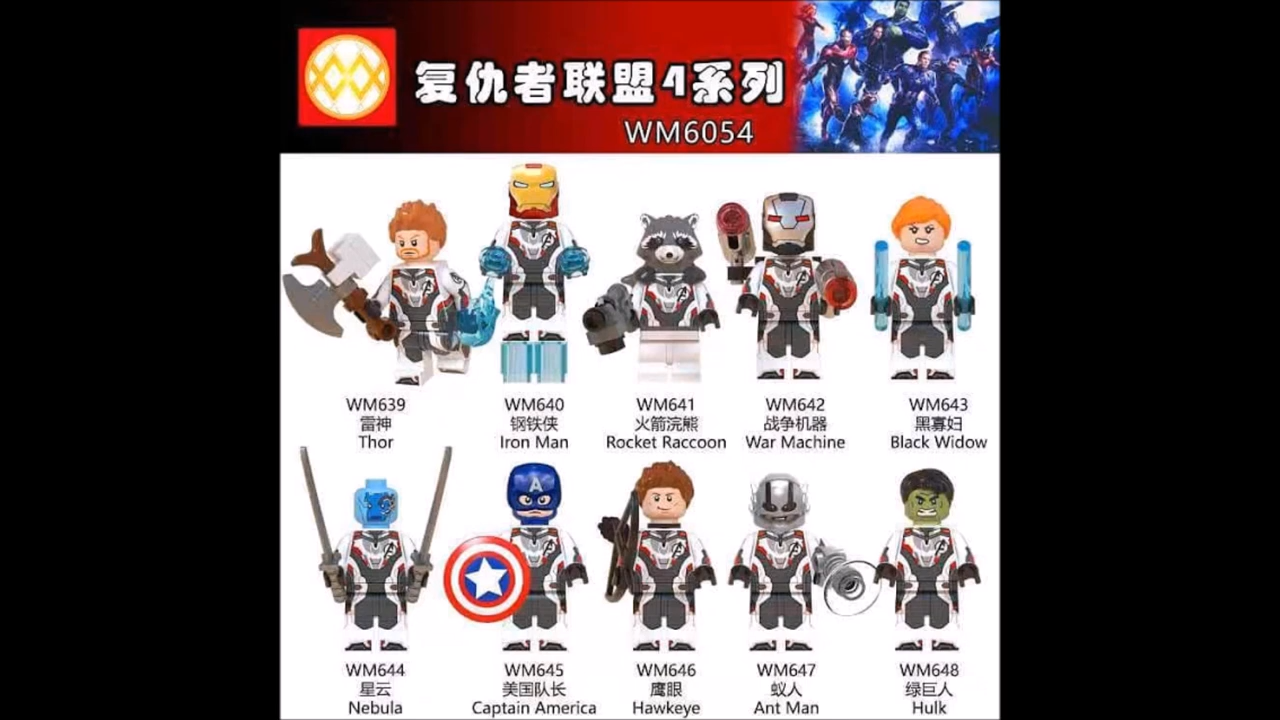 复仇者联盟4系列
WM6054
WM639
雷神
Thor
WM640
钢铁侠
Iron Man
WM641
火箭浣熊
Rocket Raccoon
WM642
战争机器
War Machine
WM643
黑寡妇
Black Widow
WM644
星云
Nebula
WM645
美国队长
Captain America
WM646
鹰眼
Hawkeye
WM647
蚁人
Ant Man
WM648
绿巨人
Hulk